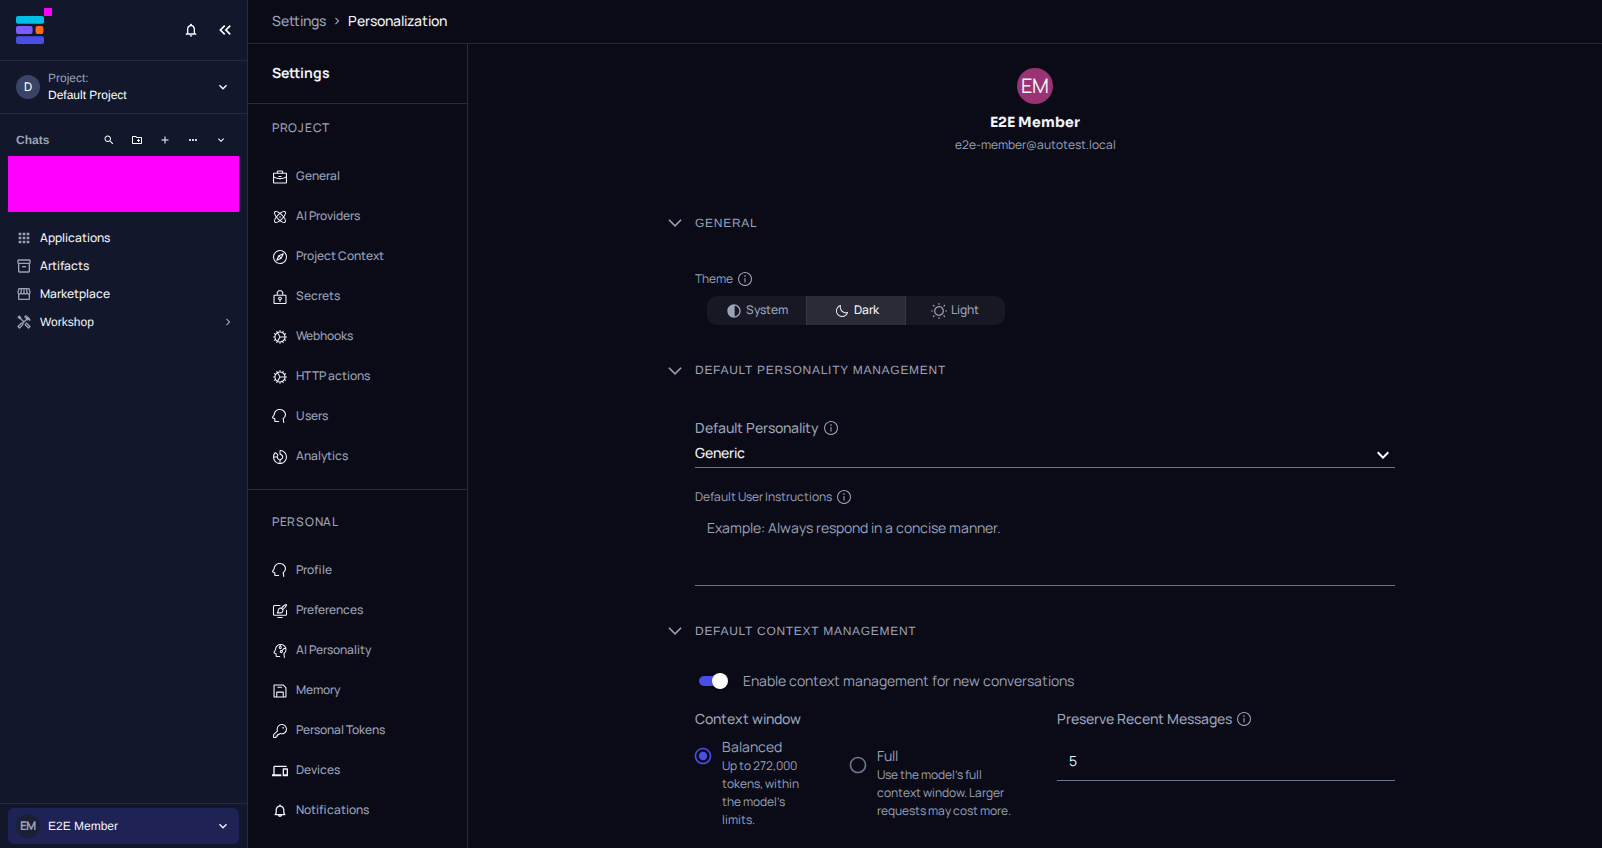 Project:
D
Default Project
Chats
Applications
Artifacts
Marketplace
Workshop
EM
E2E Member
Settings > Personalization
Settings
PROJECT
General
AI Providers
Project Context
Secrets
Webhooks
HTTP actions
Users
Analytics
PERSONAL
Profile
Preferences
AI Personality
Memory
Personal Tokens
Devices
Notifications
EM
E2E Member
e2e-member@autotest.local
GENERAL
Theme
System
Dark
Light
DEFAULT PERSONALITY MANAGEMENT
Default Personality
Generic
Default User Instructions
Example: Always respond in a concise manner.
DEFAULT CONTEXT MANAGEMENT
Enable context management for new conversations
Context window
Balanced
Up to 272,000
tokens, within
the model's
limits.
Full
Use the model's full
context window. Larger
requests may cost more.
Preserve Recent Messages
5